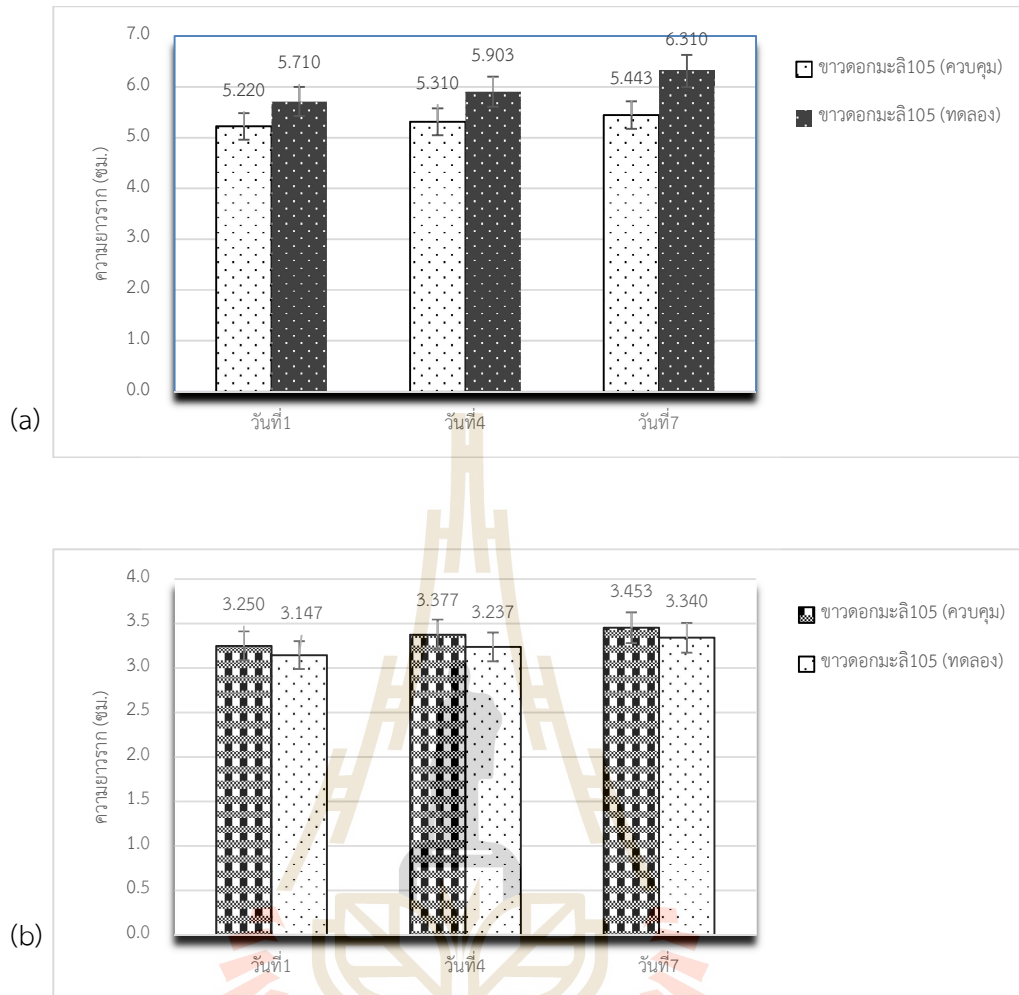 7.0
6.0
5.0
4.0
3.0
2.0
1.0
0.0
ความยาวราก (ซม.)
5.220
5.710
5.310
5.903
5.443
6.310
วันที่1
วันที่4
วันที่7
ขาวดอกมะลิ105 (ควบคุม)
ขาวดอกมะลิ105 (ทดลอง)
(a)
4.0
3.5
3.0
2.5
2.0
1.5
1.0
0.5
0.0
ความยาวราก (ซม.)
3.250
3.147
3.377
3.237
3.453
3.340
วันที่1
วันที่4
วันที่7
ขาวดอกมะลิ105 (ควบคุม)
ขาวดอกมะลิ105 (ทดลอง)
(b)